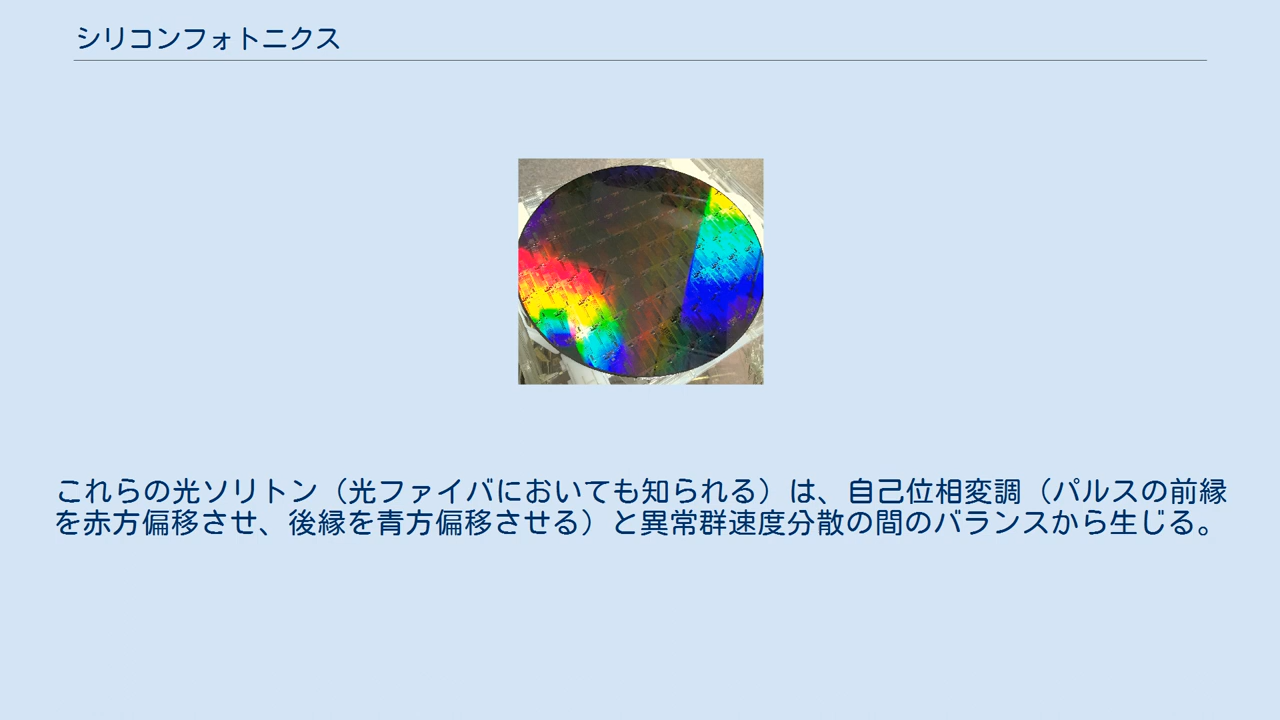 シリコンフォトニクス
これらの光ソリトン（光ファイバにおいても知られる）は、自己位相変調（パルスの前縁
を赤方偏移させ、後縁を青方偏移させる）と異常群速度分散の間のバランスから生じる。